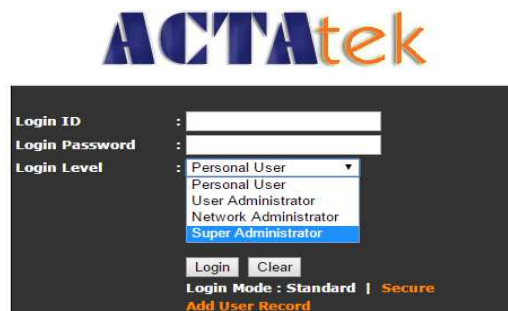 ACTAtek
Login ID :
Login Password :
Login Level : Personal User
Personal User
User Administrator
Network Administrator
Super Administrator
Login Clear
Login Mode : Standard | Secure
Add User Record